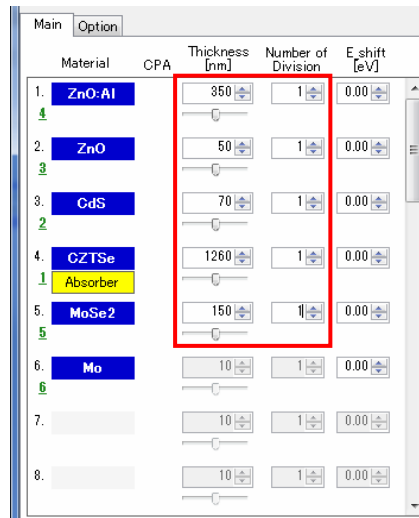 Main Option
Material CPA Thickness [nm] Number of Division E shift [eV]
1. ZnO:Al 350 1 0.00
4
2. ZnO 50 1 0.00
3
3. CdS 70 1 0.00
2
4. CZTSe 1260 1 0.00
1 Absorber
5. MoSe2 150 1 0.00
5
6. Mo 10 1 0.00
6
7. 10 1 0.00
8. 10 1 0.00